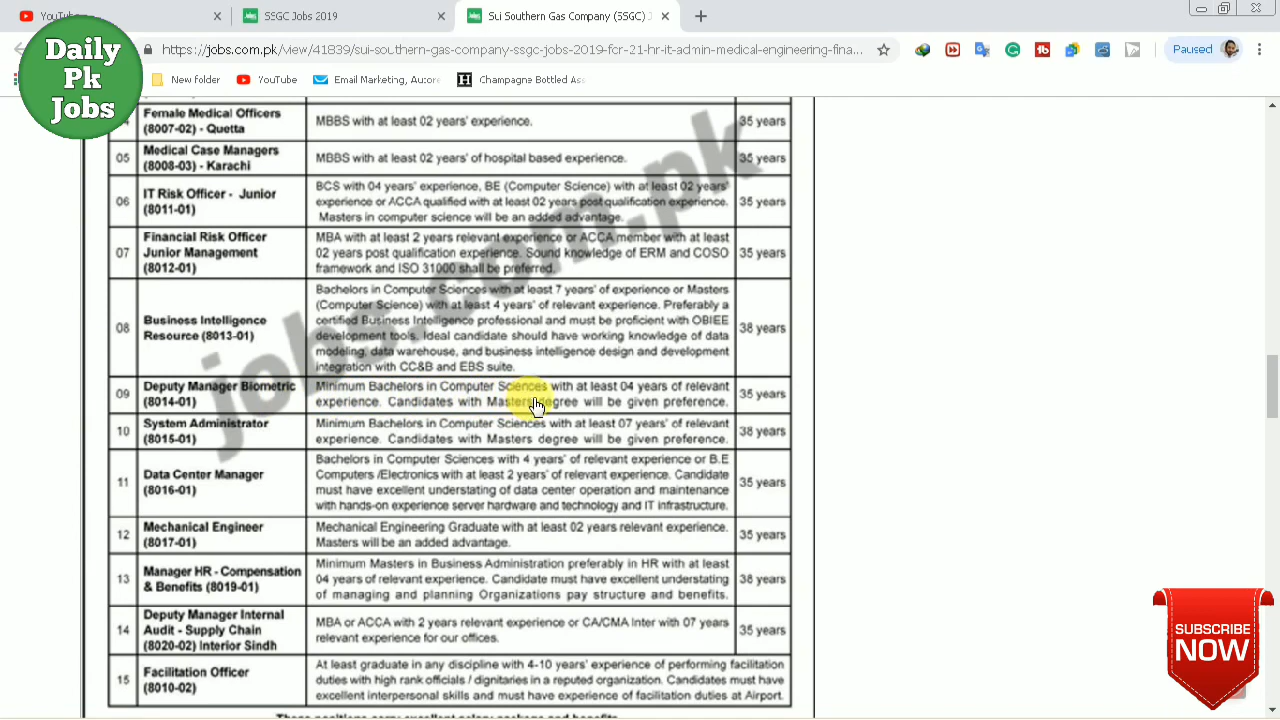 YouTube
SSGC Jobs 2019
Sui Southern Gas Company (SSGC) J
https://jobs.com.pk/view/41839/sui-southern-gas-company-ssgc-jobs-2019-for-21-hr-it-admin-medical-engineering-fina...
Paused
New folder
YouTube
Email Marketing, Autore
Champagne Bottled As
Daily
Pk
Jobs
Female Medical Officers
(8007-02) - Quetta
MBBS with at least 02 years' experience.
35 years
05
Medical Case Managers
(8008-03) - Karachi
MBBS with at least 02 years' of hospital based experience.
35 years
06
IT Risk Officer - Junior
(8011-01)
BCS with 04 years' experience, BE (Computer Science) with at least 02 years'
experience or ACCA qualified with at least 02 years post qualification experience.
Masters in computer science will be an added advantage.
35 years
07
Financial Risk Officer
Junior Management
(8012-01)
MBA with at least 2 years relevant experience or ACCA member with at least
02 years post qualification experience. Sound knowledge of ERM and COSO
framework and ISO 31000 shall be preferred.
35 years
08
Business Intelligence
Resource (8013-01)
Bachelors in Computer Sciences with at least 7 years' of experience or Masters
(Computer Science) with at least 4 years' of relevant experience. Preferably a
certified Business Intelligence professional and must be proficient with OBIEE
development tools. Ideal candidate should have working knowledge of data
modeling, data warehouse, and business intelligence design and development
integration with CC&B and EBS suite.
38 years
09
Deputy Manager Biometric
(8014-01)
Minimum Bachelors in Computer Sciences with at least 04 years of relevant
experience. Candidates with Masters degree will be given preference.
35 years
10
System Administrator
(8015-01)
Minimum Bachelors in Computer Sciences with at least 07 years' of relevant
experience. Candidates with Masters degree will be given preference.
38 years
11
Data Center Manager
(8016-01)
Bachelors in Computer Sciences with 4 years' of relevant experience or B.E
Computers /Electronics with at least 2 years' of relevant experience. Candidate
must have excellent understating of data center operation and maintenance
with hands-on experience server hardware and technology and IT infrastructure.
35 years
12
Mechanical Engineer
(8017-01)
Mechanical Engineering Graduate with at least 02 years relevant experience.
Masters will be an added advantage.
35 years
13
Manager HR - Compensation
& Benefits (8019-01)
Minimum Masters in Business Administration preferably in HR with at least
04 years of relevant experience. Candidate must have excellent understating
of managing and planning Organizations pay structure and benefits.
38 years
14
Deputy Manager Internal
Audit - Supply Chain
(8020-02) Interior Sindh
MBA or ACCA with 2 years relevant experience or CA/CMA Inter with 07 years
relevant experience for our offices.
35 years
15
Facilitation Officer
(8010-02)
At least graduate in any discipline with 4-10 years' experience of performing facilitation
duties with high rank officials / dignitaries in a reputed organization. Candidates must have
excellent interpersonal skills and must have experience of facilitation duties at Airport.
These positions carry excellent salary package and benefits
jobs.com.pk
SUBSCRIBE
NOW